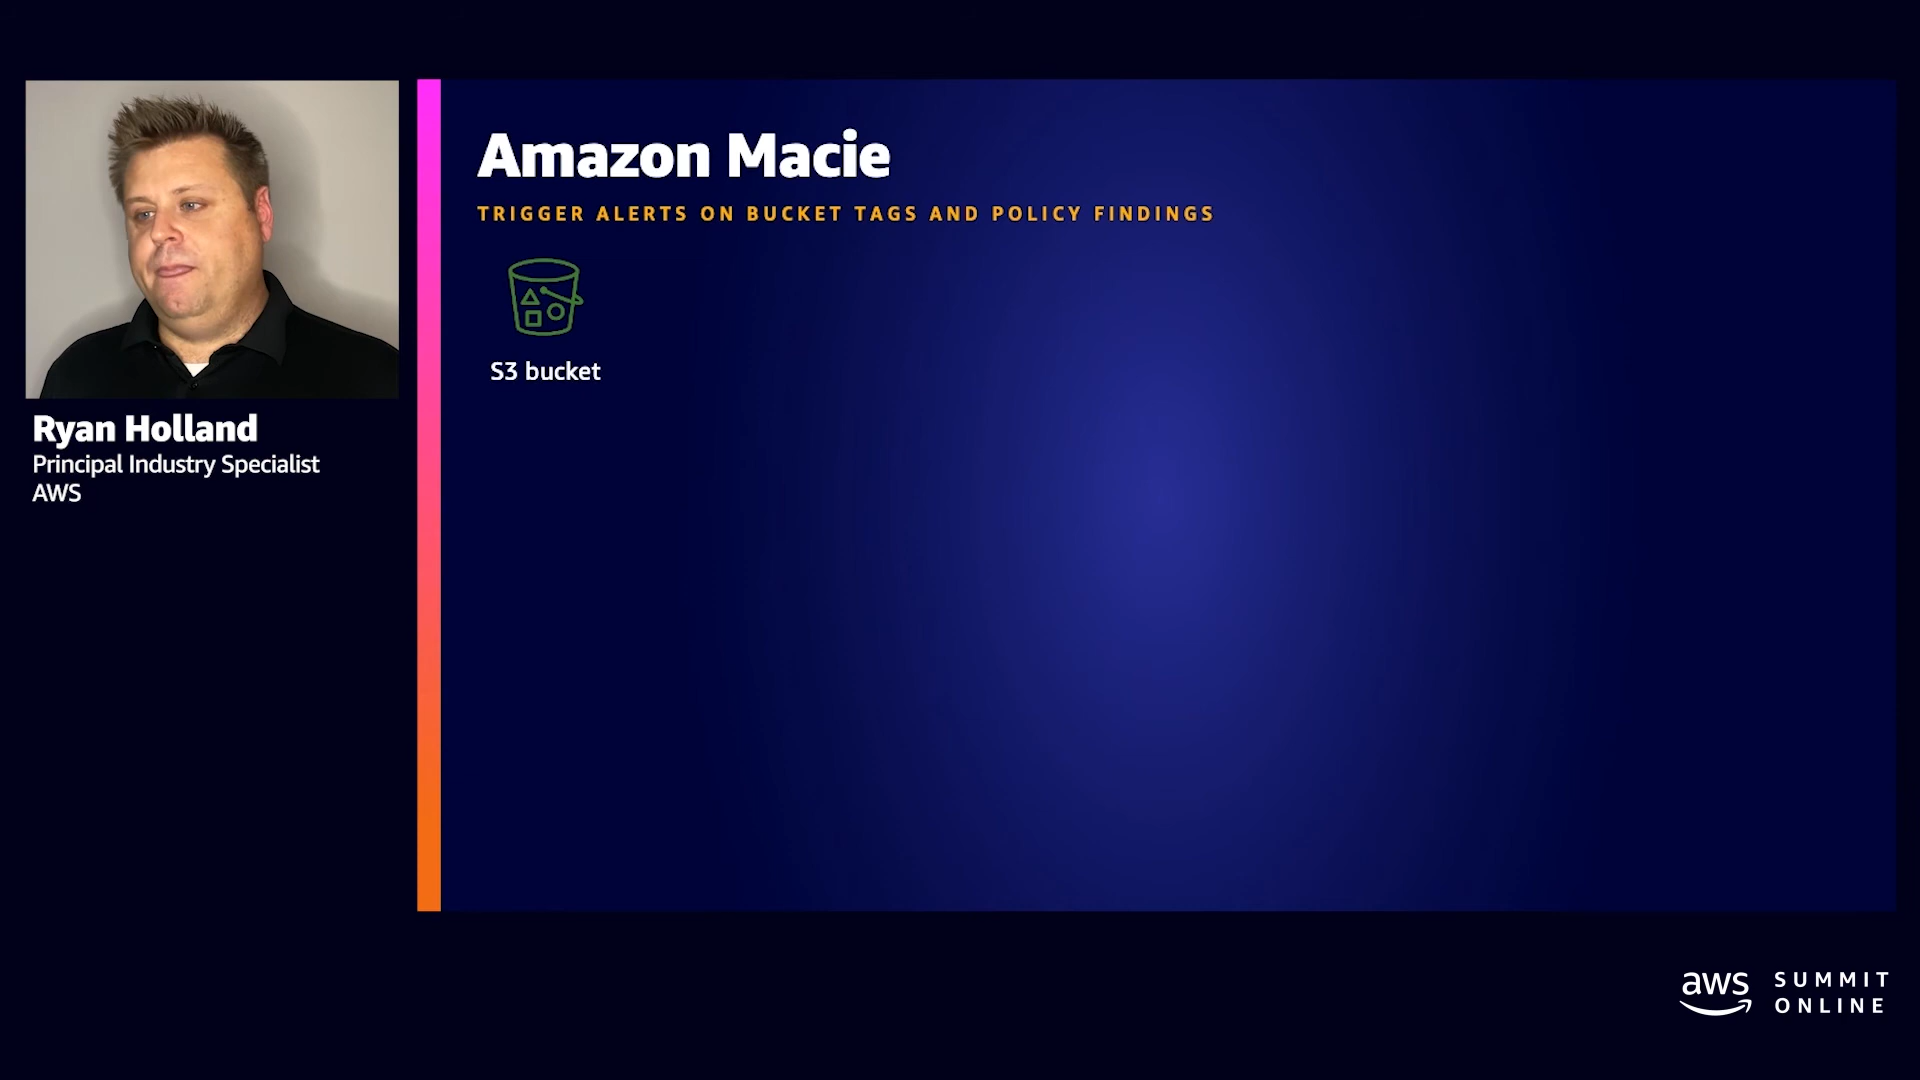 Amazon Macie
TRIGGER ALERTS ON BUCKET TAGS AND POLICY FINDINGS
S3 bucket
Ryan Holland
Principal Industry Specialist
AWS
aws
SUMMIT
ONLINE